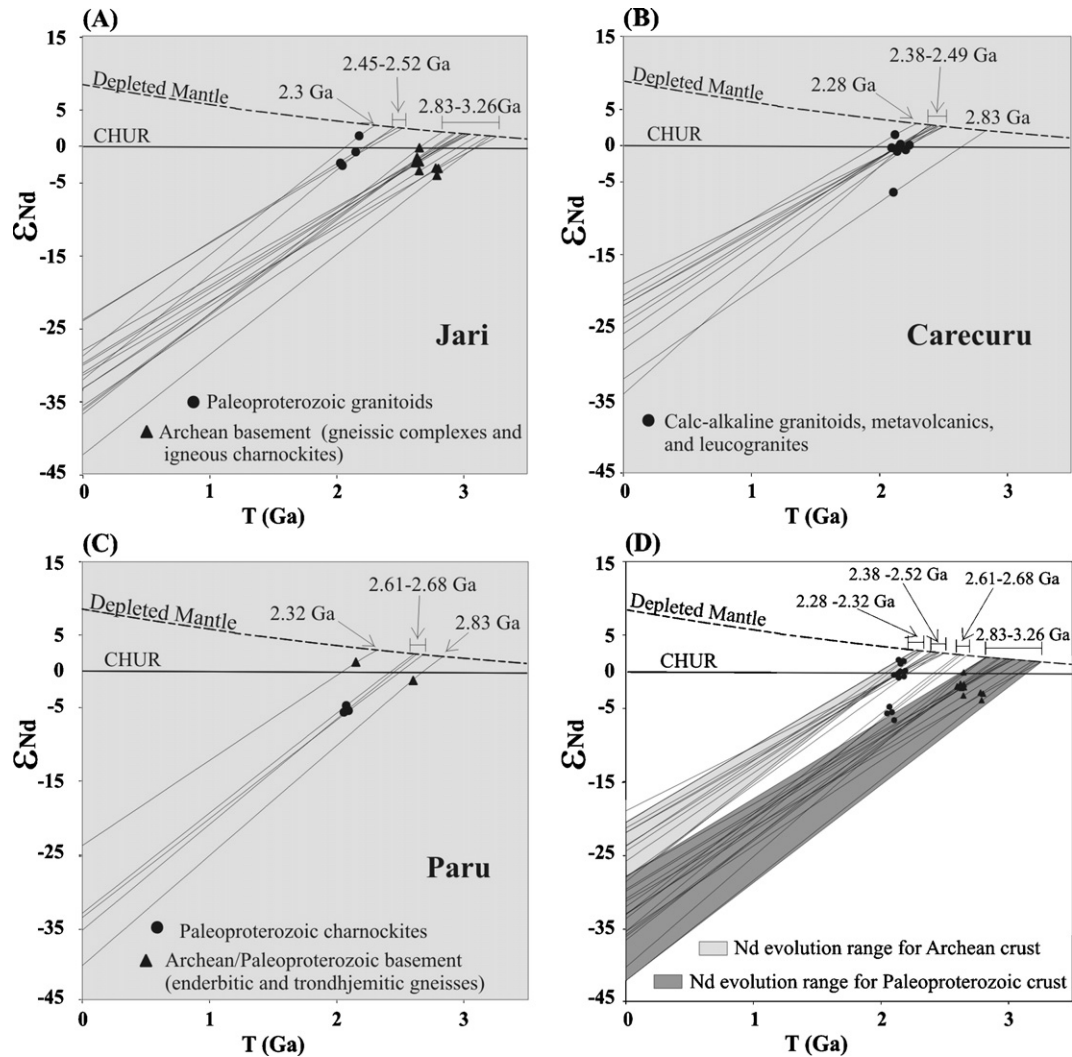 (A)
15
5
0
-5
-15
-25
-35
-45
εNd
Depleted Mantle
CHUR
2.3 Ga
2.45-2.52 Ga
2.83-3.26Ga
Jari
Paleoproterozoic granitoids
Archean basement (gneissic complexes and
igneous charnockites)
0
1
2
3
T (Ga)
(B)
15
5
0
-5
-15
-25
-35
-45
εNd
Depleted Mantle
CHUR
2.28 Ga
2.38-2.49 Ga
2.83 Ga
Carecuru
Calc-alkaline granitoids, metavolcanics,
and leucogranites
0
1
2
3
T (Ga)
(C)
15
5
0
-5
-15
-25
-35
-45
εNd
Depleted Mantle
CHUR
2.32 Ga
2.61-2.68 Ga
2.83 Ga
Paru
Paleoproterozoic charnockites
Archean/Paleoproterozoic basement
(enderbitic and trondhjemitic gneisses)
0
1
2
3
T (Ga)
(D)
15
5
0
-5
-15
-25
-35
-45
εNd
Depleted Mantle
CHUR
2.38 -2.52 Ga
2.28 -2.32 Ga
2.61-2.68 Ga
2.83-3.26 Ga
Nd evolution range for Archean crust
Nd evolution range for Paleoproterozoic crust
0
1
2
3
T (Ga)